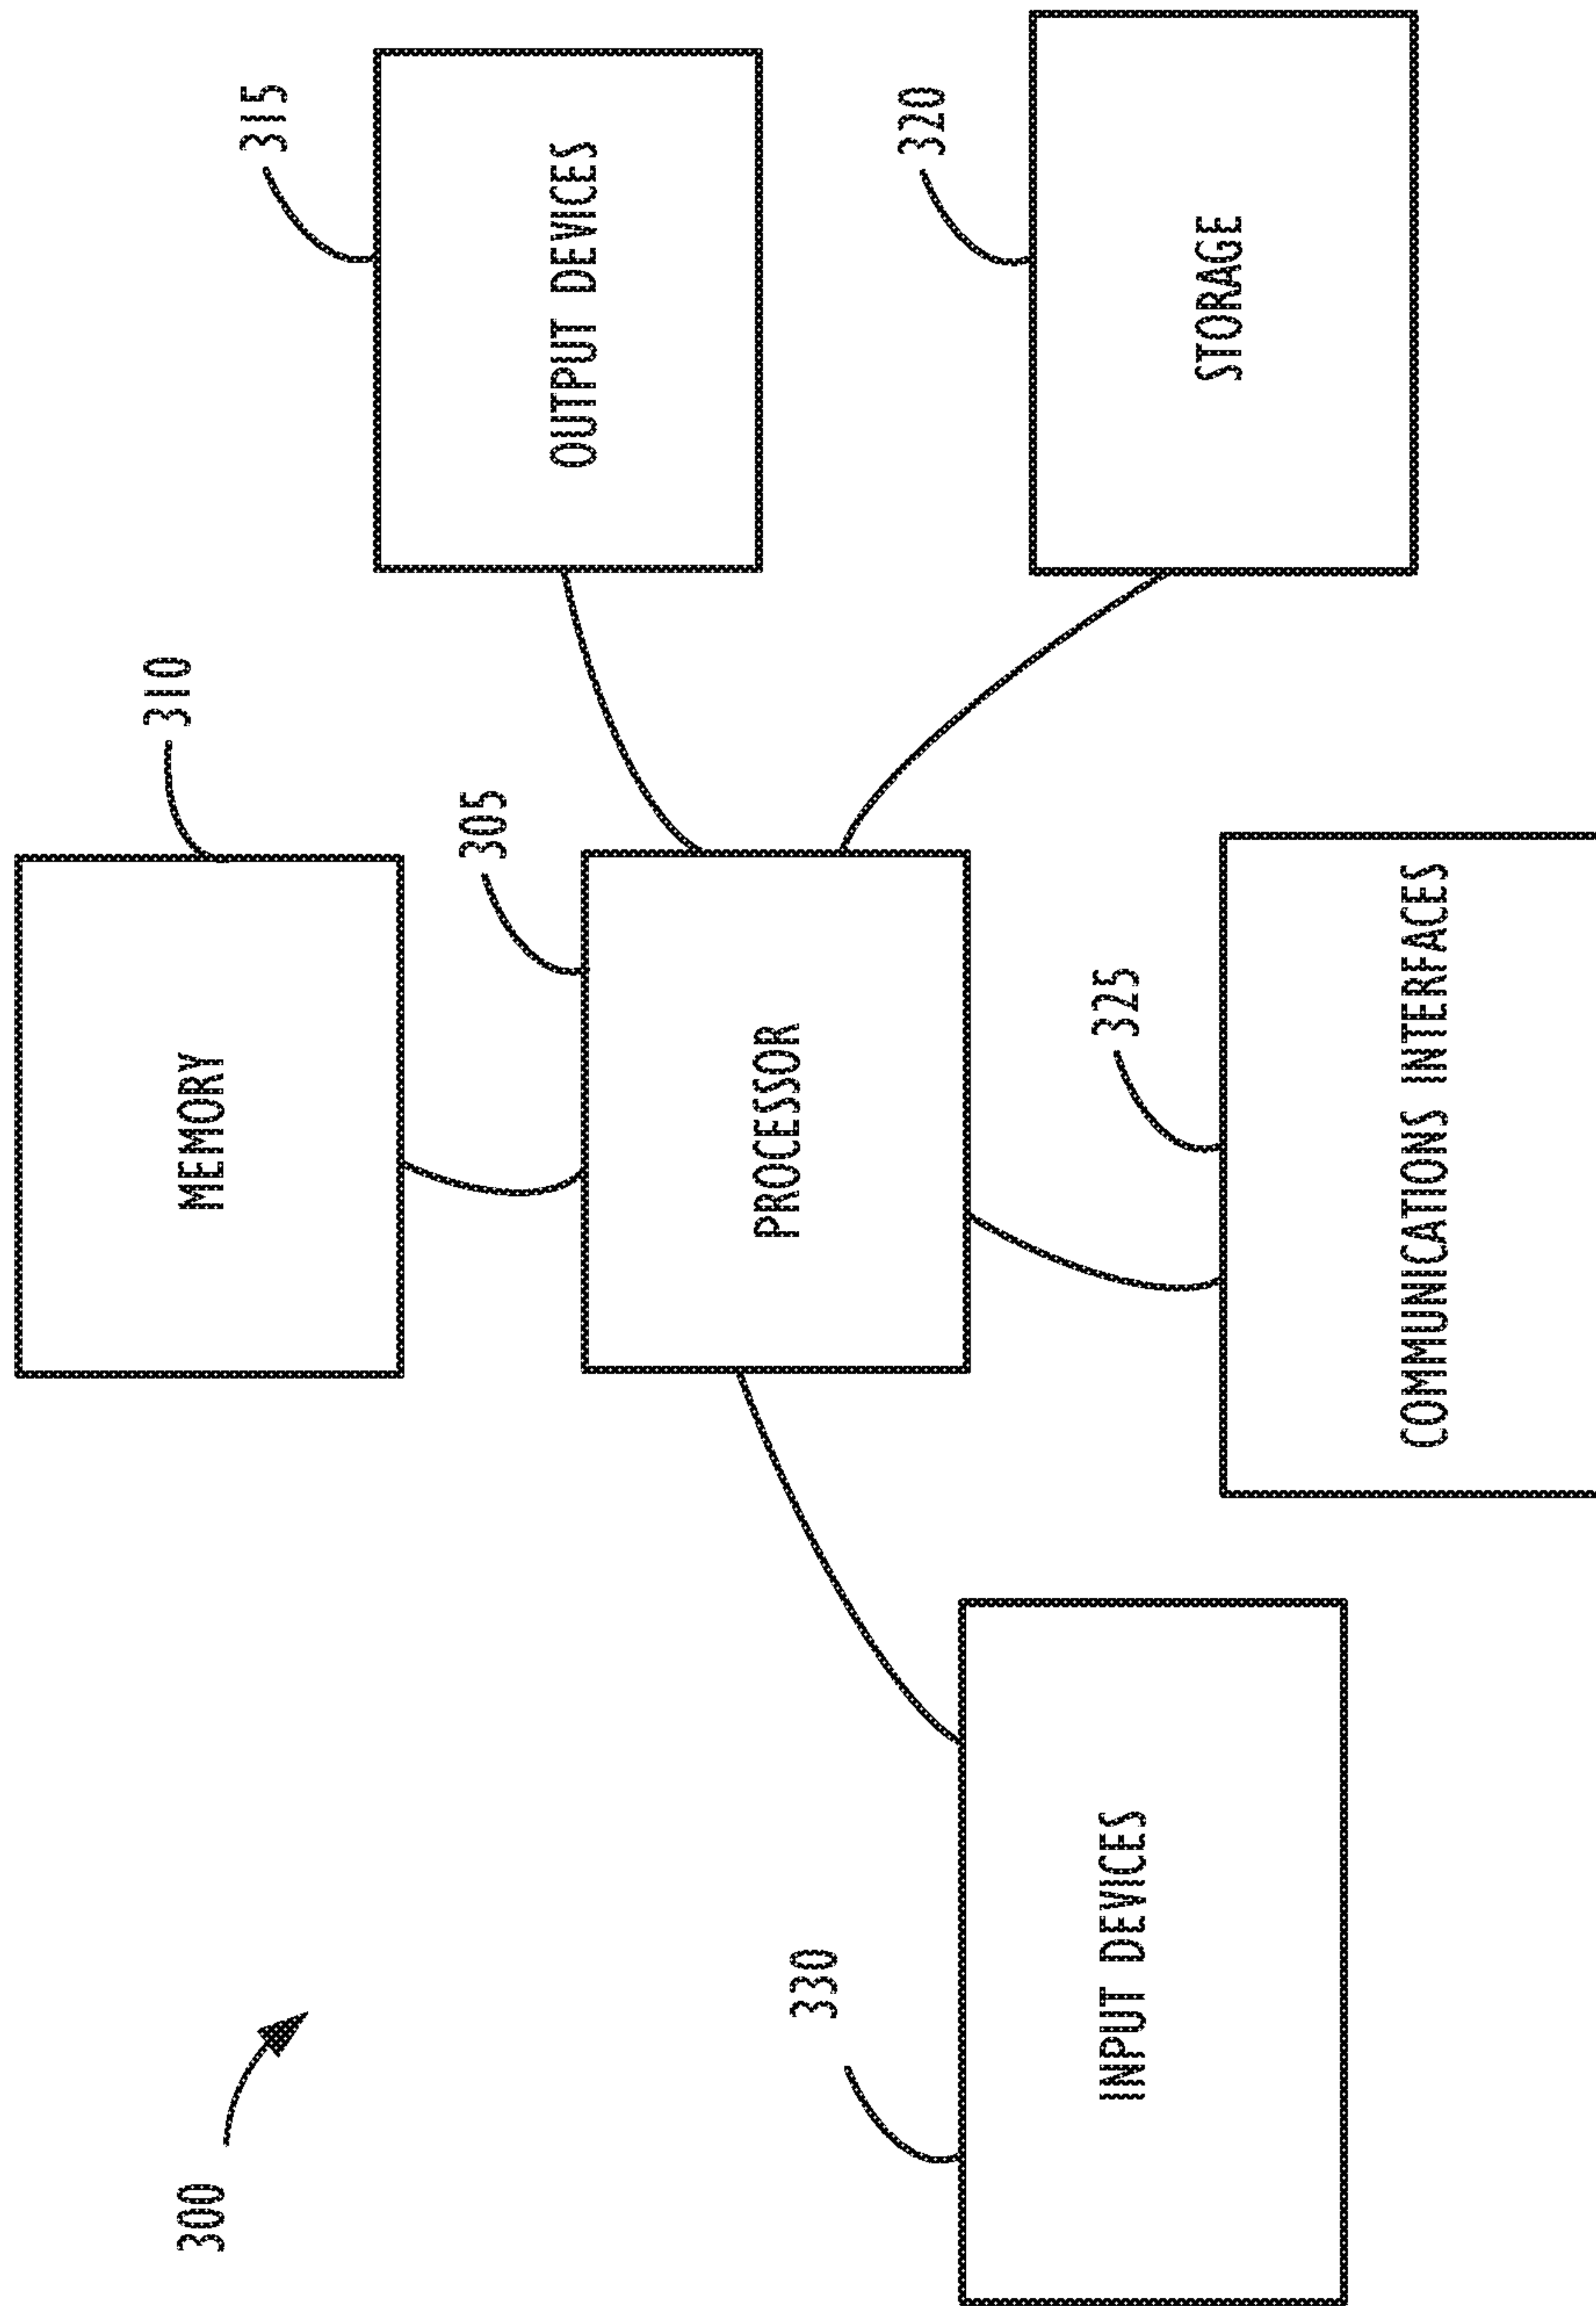 300
310
MEMORY
315
OUTPUT DEVICES
305
PROCESSOR
330
INPUT DEVICES
320
STORAGE
325
COMMUNICATIONS INTERFACES